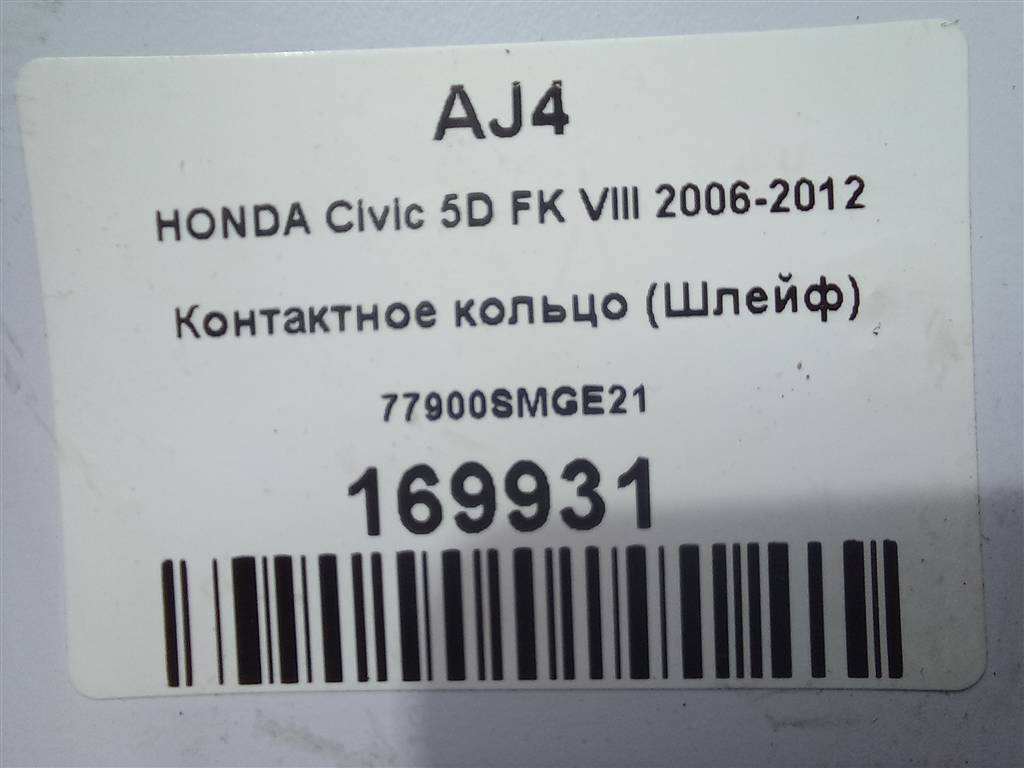 AJ4
HONDA Civic 5D FK VIII 2006-2012
Контактное кольцо (Шлейф)
77900SMGE21
169931